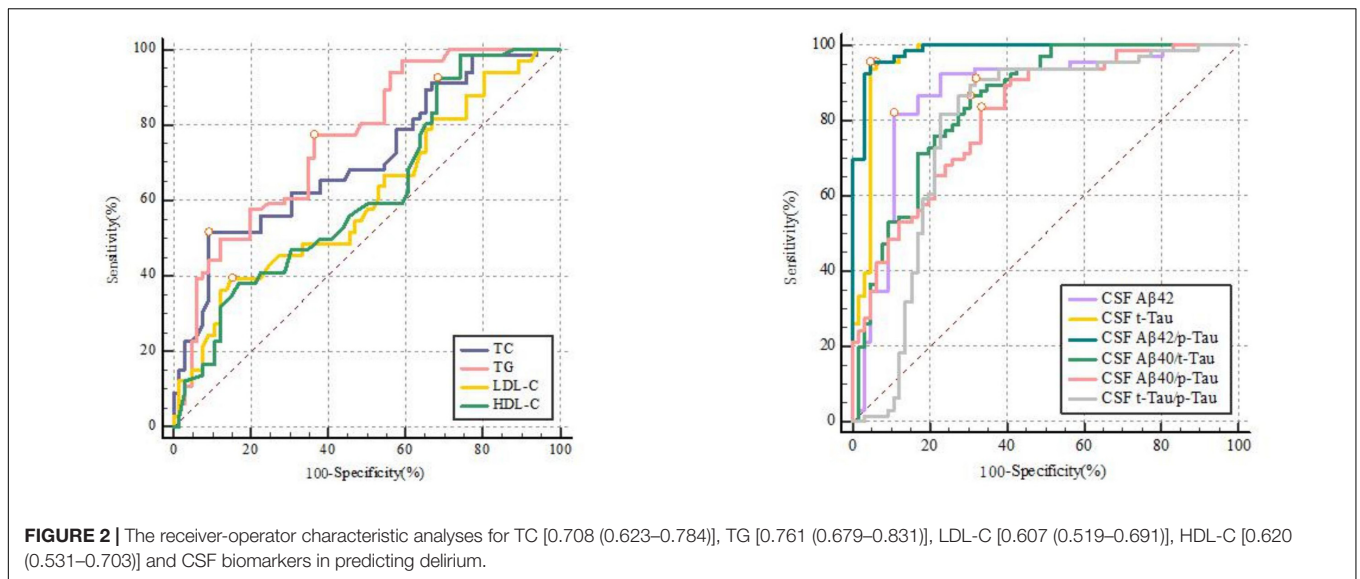 100
80
60
40
20
0
Sensitivity(%)
0 20 40 60 80 100
100-Specificity(%)
TC
TG
LDL-C
HDL-C
100
80
60
40
20
0
Sensitivity(%)
0 20 40 60 80 100
100-Specificity(%)
CSF Aβ42
CSF t-Tau
CSF Aβ42/p-Tau
CSF Aβ40/t-Tau
CSF Aβ40/p-Tau
CSF t-Tau/p-Tau
FIGURE 2 | The receiver-operator characteristic analyses for TC [0.708 (0.623–0.784)], TG [0.761 (0.679–0.831)], LDL-C [0.607 (0.519–0.691)], HDL-C [0.620
(0.531–0.703)] and CSF biomarkers in predicting delirium.